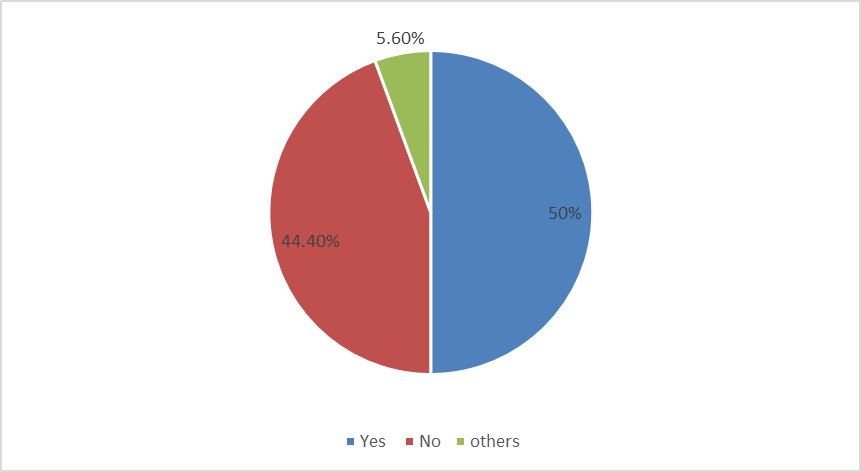 5.60%
50%
44.40%
Yes No others